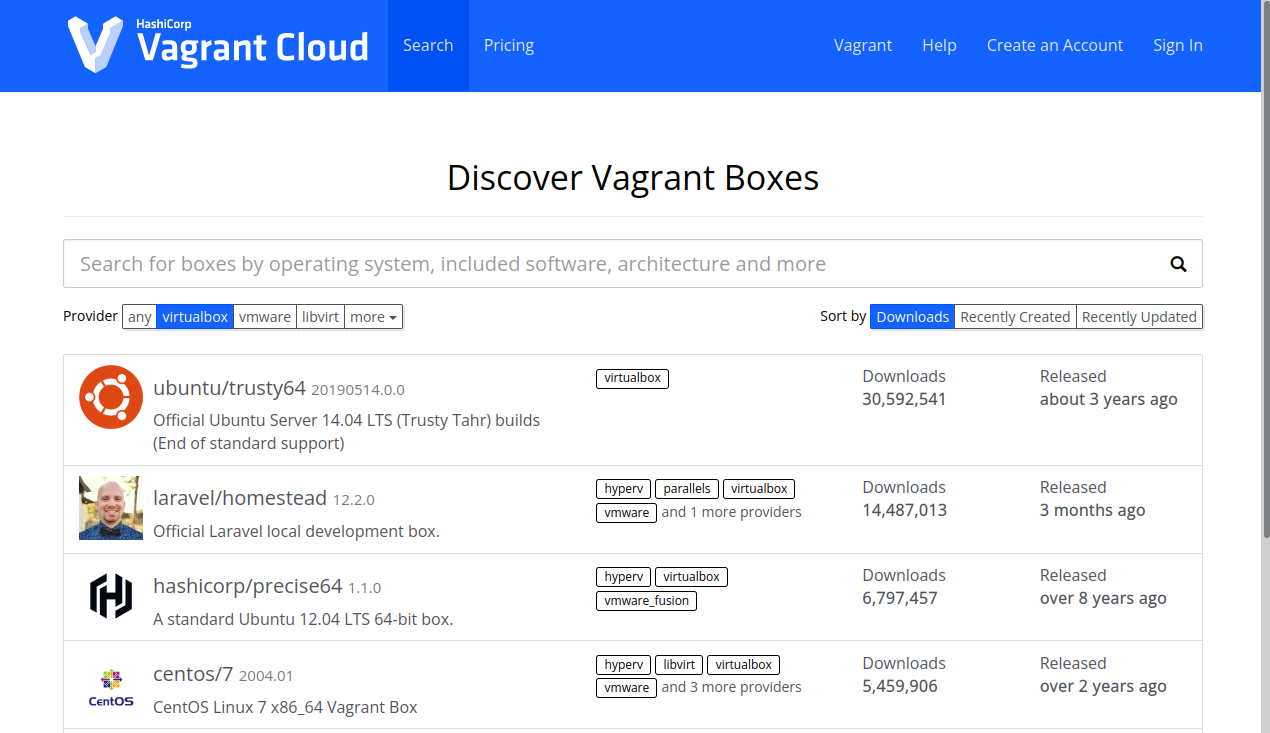 HashiCorp
Vagrant Cloud
Search Pricing Vagrant Help Create an Account Sign In
Discover Vagrant Boxes
Search for boxes by operating system, included software, architecture and more
Provider any virtualbox vmware libvirt more Sort by Downloads Recently Created Recently Updated
ubuntu/trusty64 20190514.0.0
Official Ubuntu Server 14.04 LTS (Trusty Tahr) builds
(End of standard support)
virtualbox
Downloads
30,592,541
Released
about 3 years ago
laravel/homestead 12.2.0
Official Laravel local development box.
hyperv parallels virtualbox
vmware and 1 more providers
Downloads
14,487,013
Released
3 months ago
hashicorp/precise64 1.1.0
A standard Ubuntu 12.04 LTS 64-bit box.
hyperv virtualbox
vmware_fusion
Downloads
6,797,457
Released
over 8 years ago
CentOS
centos/7 2004.01
CentOS Linux 7 x86_64 Vagrant Box
hyperv libvirt virtualbox
vmware and 3 more providers
Downloads
5,459,906
Released
over 2 years ago